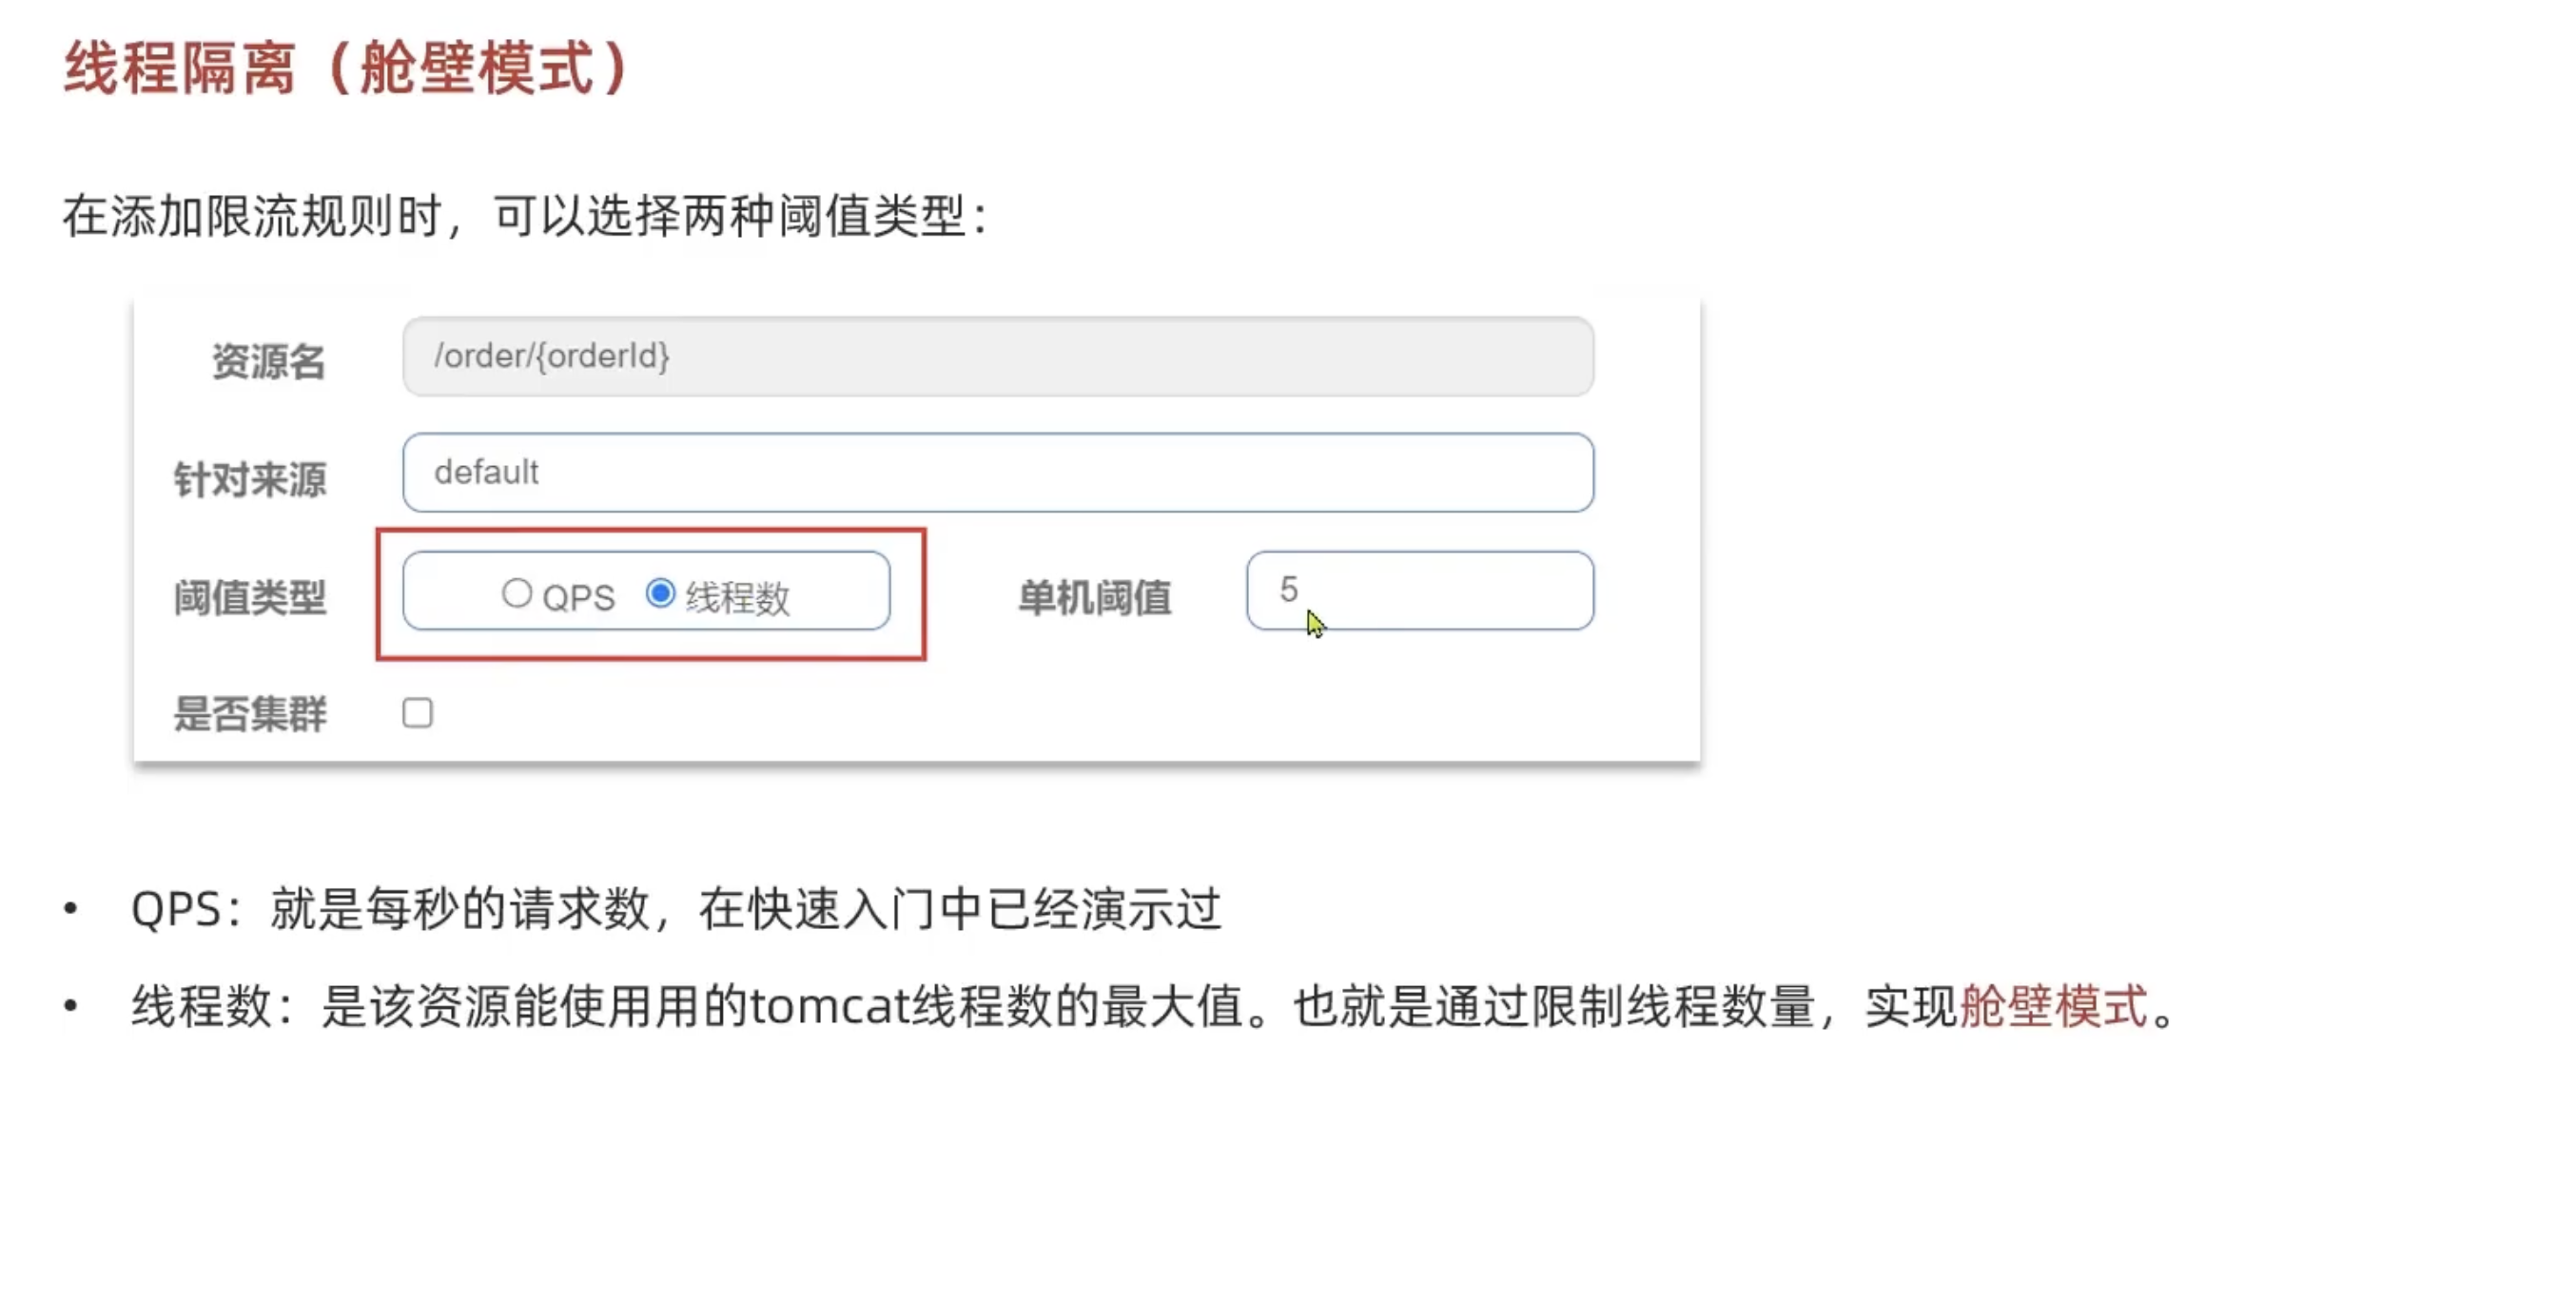 线程隔离（舱壁模式）
在添加限流规则时，可以选择两种阈值类型：
资源名 /order/{orderId}
针对来源 default
阈值类型 QPS 线程数 单机阈值 5
是否集群
• QPS：就是每秒的请求数，在快速入门中已经演示过
• 线程数：是该资源能使用用的tomcat线程数的最大值。也就是通过限制线程数量，实现舱壁模式。